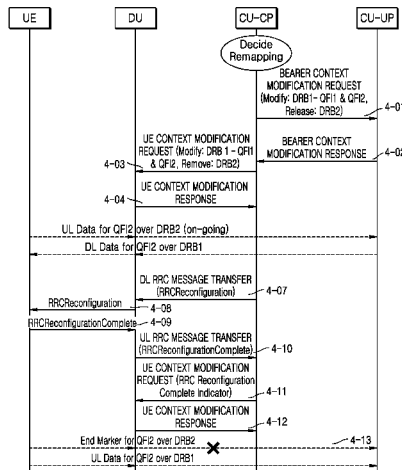 UE
DU
CU-CP
CU-UP
Decide
Remapping
BEARER CONTEXT
MODIFICATION REQUEST
(Modify: DRB1- QFI1 & QFI2,
Release: DRB2)
4-01
UE CONTEXT MODIFICATION
REQUEST (Modify: DRB 1 - QFI1
& QFI2, Remove: DRB2)
4-03
BEARER CONTEXT
MODIFICATION RESPONSE
4-02
4-04
UE CONTEXT MODIFICATION
RESPONSE
UL Data for QFI2 over DRB2 (on-going)
DL Data for QFI2 over DRB1
DL RRC MESSAGE TRANSFER
(RRCReconfiguration)
4-07
RRCReconfiguration
4-08
RRCReconfigurationComplete
4-09
UL RRC MESSAGE TRANSFER
(RRCReconfigurationComplete)
4-10
UE CONTEXT MODIFICATION
REQUEST (RRC Reconfiguration
Complete Indicator)
4-11
UE CONTEXT MODIFICATION
RESPONSE
4-12
End Marker for QFI2 over DRB2
4-13
UL Data for QFI2 over DRB1